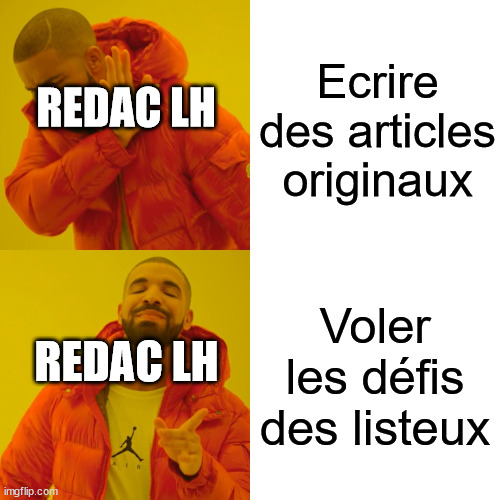 REDAC LH
Ecrire
des articles
originaux
REDAC LH
Voler
les défis
des listeux
imgflip.com